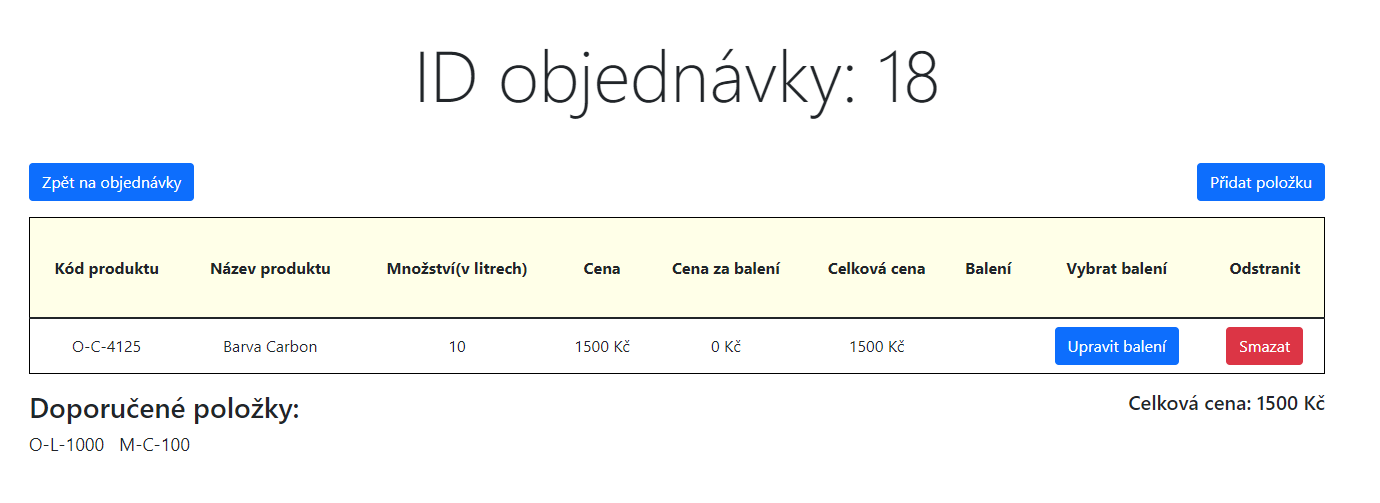 ID objednávky: 18
Zpět na objednávky Přidat položku
Kód produktu Název produktu Množství(v litrech) Cena Cena za balení Celková cena Balení Vybrat balení Odstranit
O-C-4125 Barva Carbon 10 1500 Kč 0 Kč 1500 Kč Upravit balení Smazat
Doporučené položky: Celková cena: 1500 Kč
O-L-1000 M-C-100